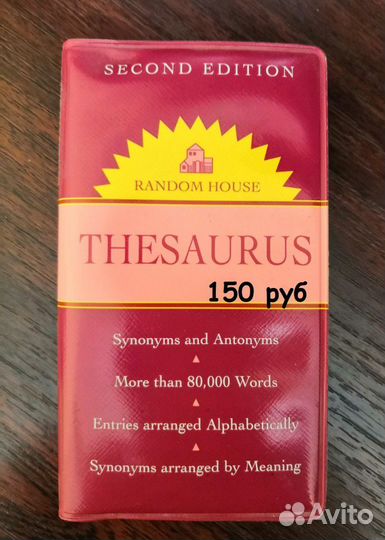 SECOND EDITION
RANDOM HOUSE
THESAURUS
150 руб
Synonyms and Antonyms
More than 80,000 Words
Entries arranged Alphabetically
Synonyms arranged by Meaning
Avito